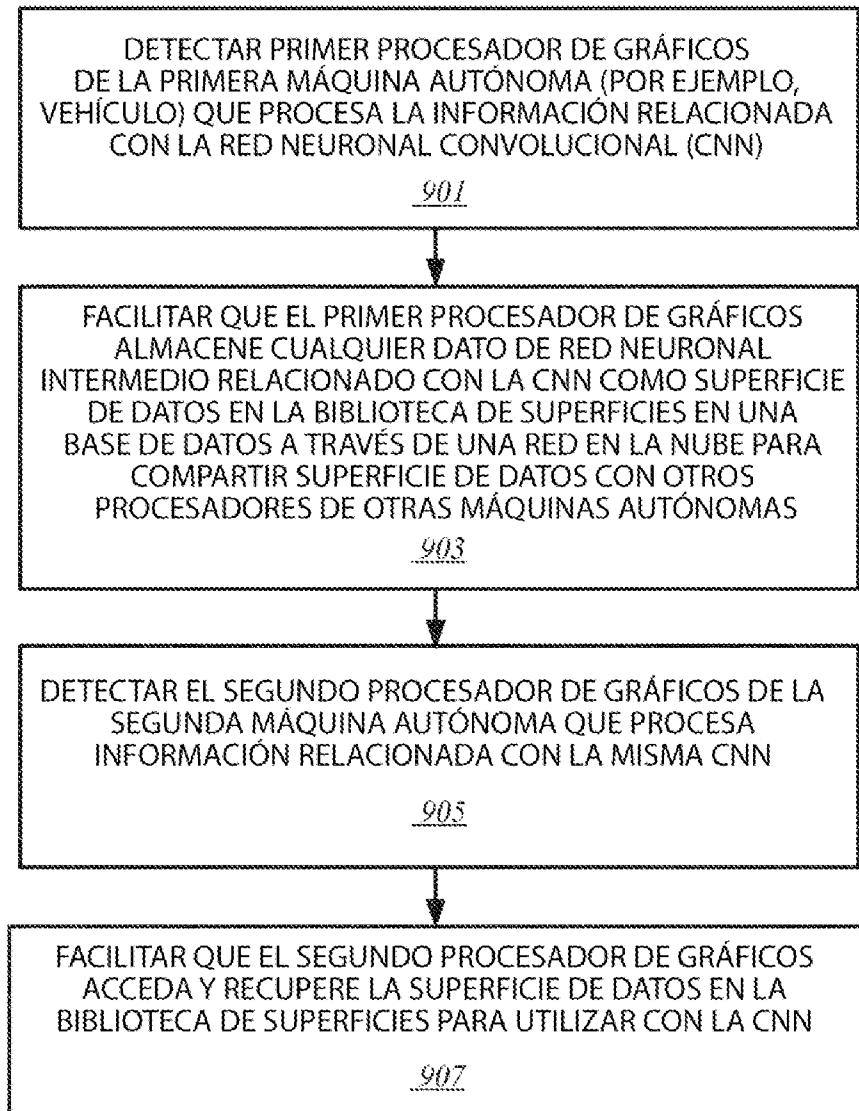 DETECTAR PRIMER PROCESADOR DE GRÁFICOS
DE LA PRIMERA MÁQUINA AUTÓNOMA (POR EJEMPLO,
VEHÍCULO) QUE PROCESA LA INFORMACIÓN RELACIONADA
CON LA RED NEURONAL CONVOLUCIONAL (CNN)
901
FACILITAR QUE EL PRIMER PROCESADOR DE GRÁFICOS
ALMACENE CUALQUIER DATO DE RED NEURONAL
INTERMEDIO RELACIONADO CON LA CNN COMO SUPERFICIE
DE DATOS EN LA BIBLIOTECA DE SUPERFICIES EN UNA
BASE DE DATOS A TRAVÉS DE UNA RED EN LA NUBE PARA
COMPARTIR SUPERFICIE DE DATOS CON OTROS
PROCESADORES DE OTRAS MÁQUINAS AUTÓNOMAS
903
DETECTAR EL SEGUNDO PROCESADOR DE GRÁFICOS DE LA
SEGUNDA MÁQUINA AUTÓNOMA QUE PROCESA
INFORMACIÓN RELACIONADA CON LA MISMA CNN
905
FACILITAR QUE EL SEGUNDO PROCESADOR DE GRÁFICOS
ACCEDA Y RECUPERE LA SUPERFICIE DE DATOS EN LA
BIBLIOTECA DE SUPERFICIES PARA UTILIZAR CON LA CNN
907